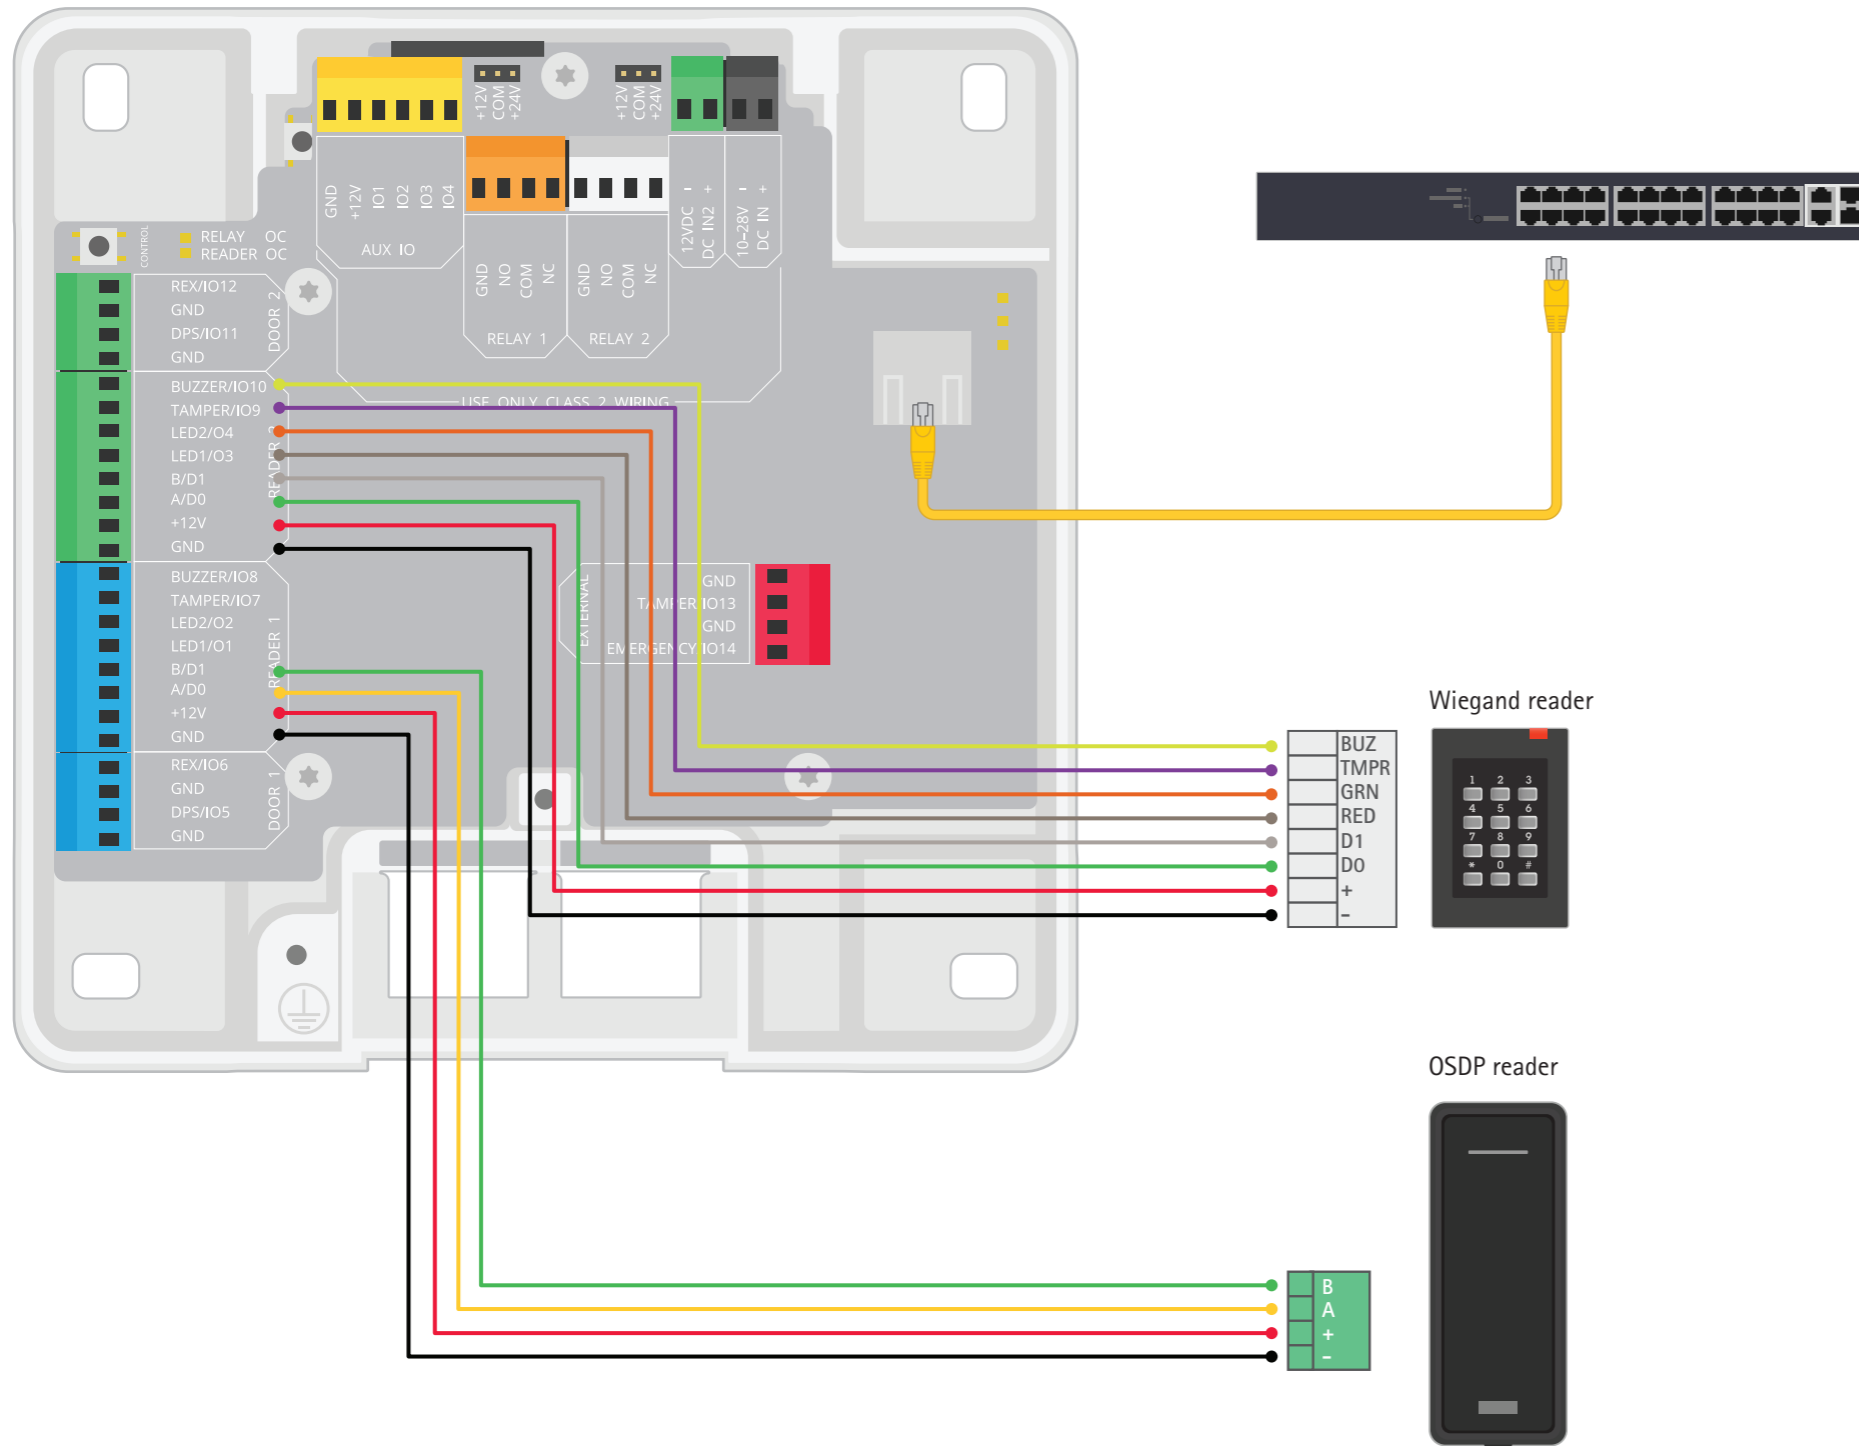 +12V
COM
+24V
+12V
COM
+24V
GND
+12V
IO1
IO2
IO3
IO4
AUX IO
GND
NO
COM
NC
RELAY 1
GND
NO
COM
NC
RELAY 2
12VDC -
DC IN2 +
10-28V -
DC IN +
USE ONLY CLASS 2 WIRING
CONTROL
RELAY OC
READER OC
REX/IO12
GND
DPS/IO11
GND
DOOR 2
BUZZER/IO10
TAMPER/IO9
LED2/O4
LED1/O3
B/D1
A/D0
+12V
GND
READER 2
BUZZER/IO8
TAMPER/IO7
LED2/O2
LED1/O1
B/D1
A/D0
+12V
GND
READER 1
REX/IO6
GND
DPS/IO5
GND
DOOR 1
EXTERNAL
GND
TAMPER/IO13
GND
EMERGENCY/IO14
Wiegand reader
BUZ
TMPR
GRN
RED
D1
D0
+
-
1 2 3
4 5 6
7 8 9
* 0 #
OSDP reader
B
A
+
-